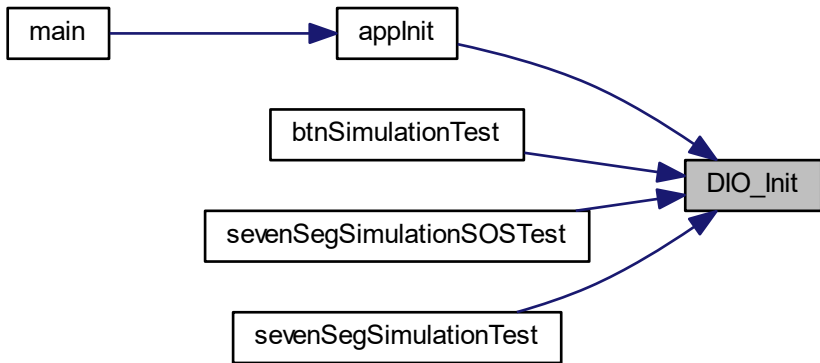 main
appInit
btnSimulationTest
DIO_Init
sevenSegSimulationSOSTest
sevenSegSimulationTest